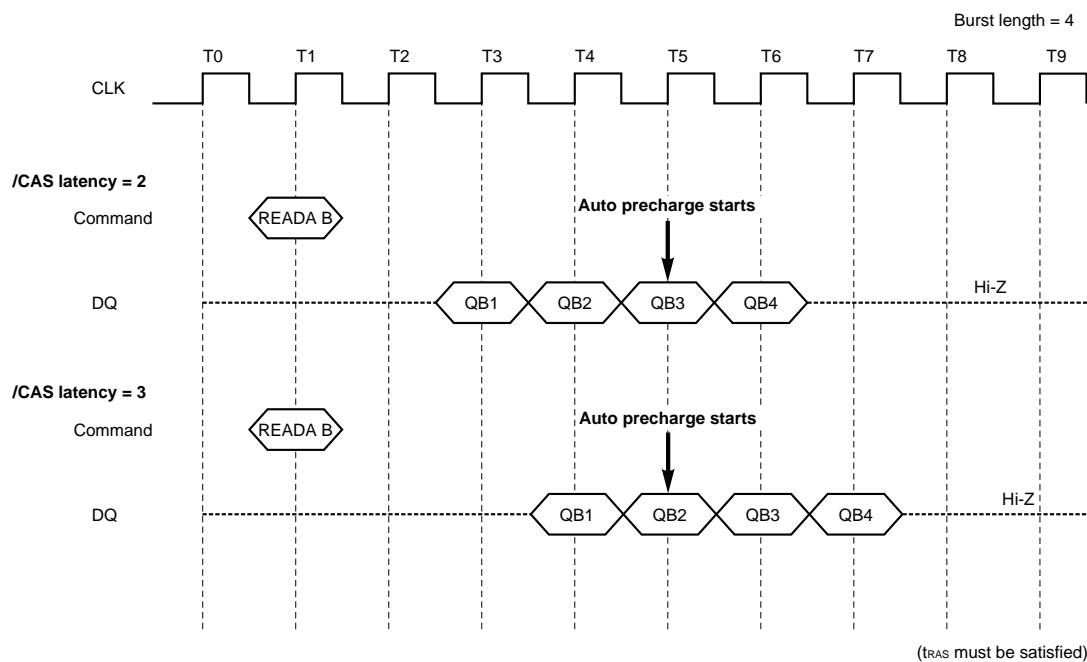 Burst length = 4
T0 T1 T2 T3 T4 T5 T6 T7 T8 T9
CLK
/CAS latency = 2
Command READA B
Auto precharge starts
DQ QB1 QB2 QB3 QB4 Hi-Z
/CAS latency = 3
Command READA B
Auto precharge starts
DQ QB1 QB2 QB3 QB4 Hi-Z
(tRAS must be satisfied)